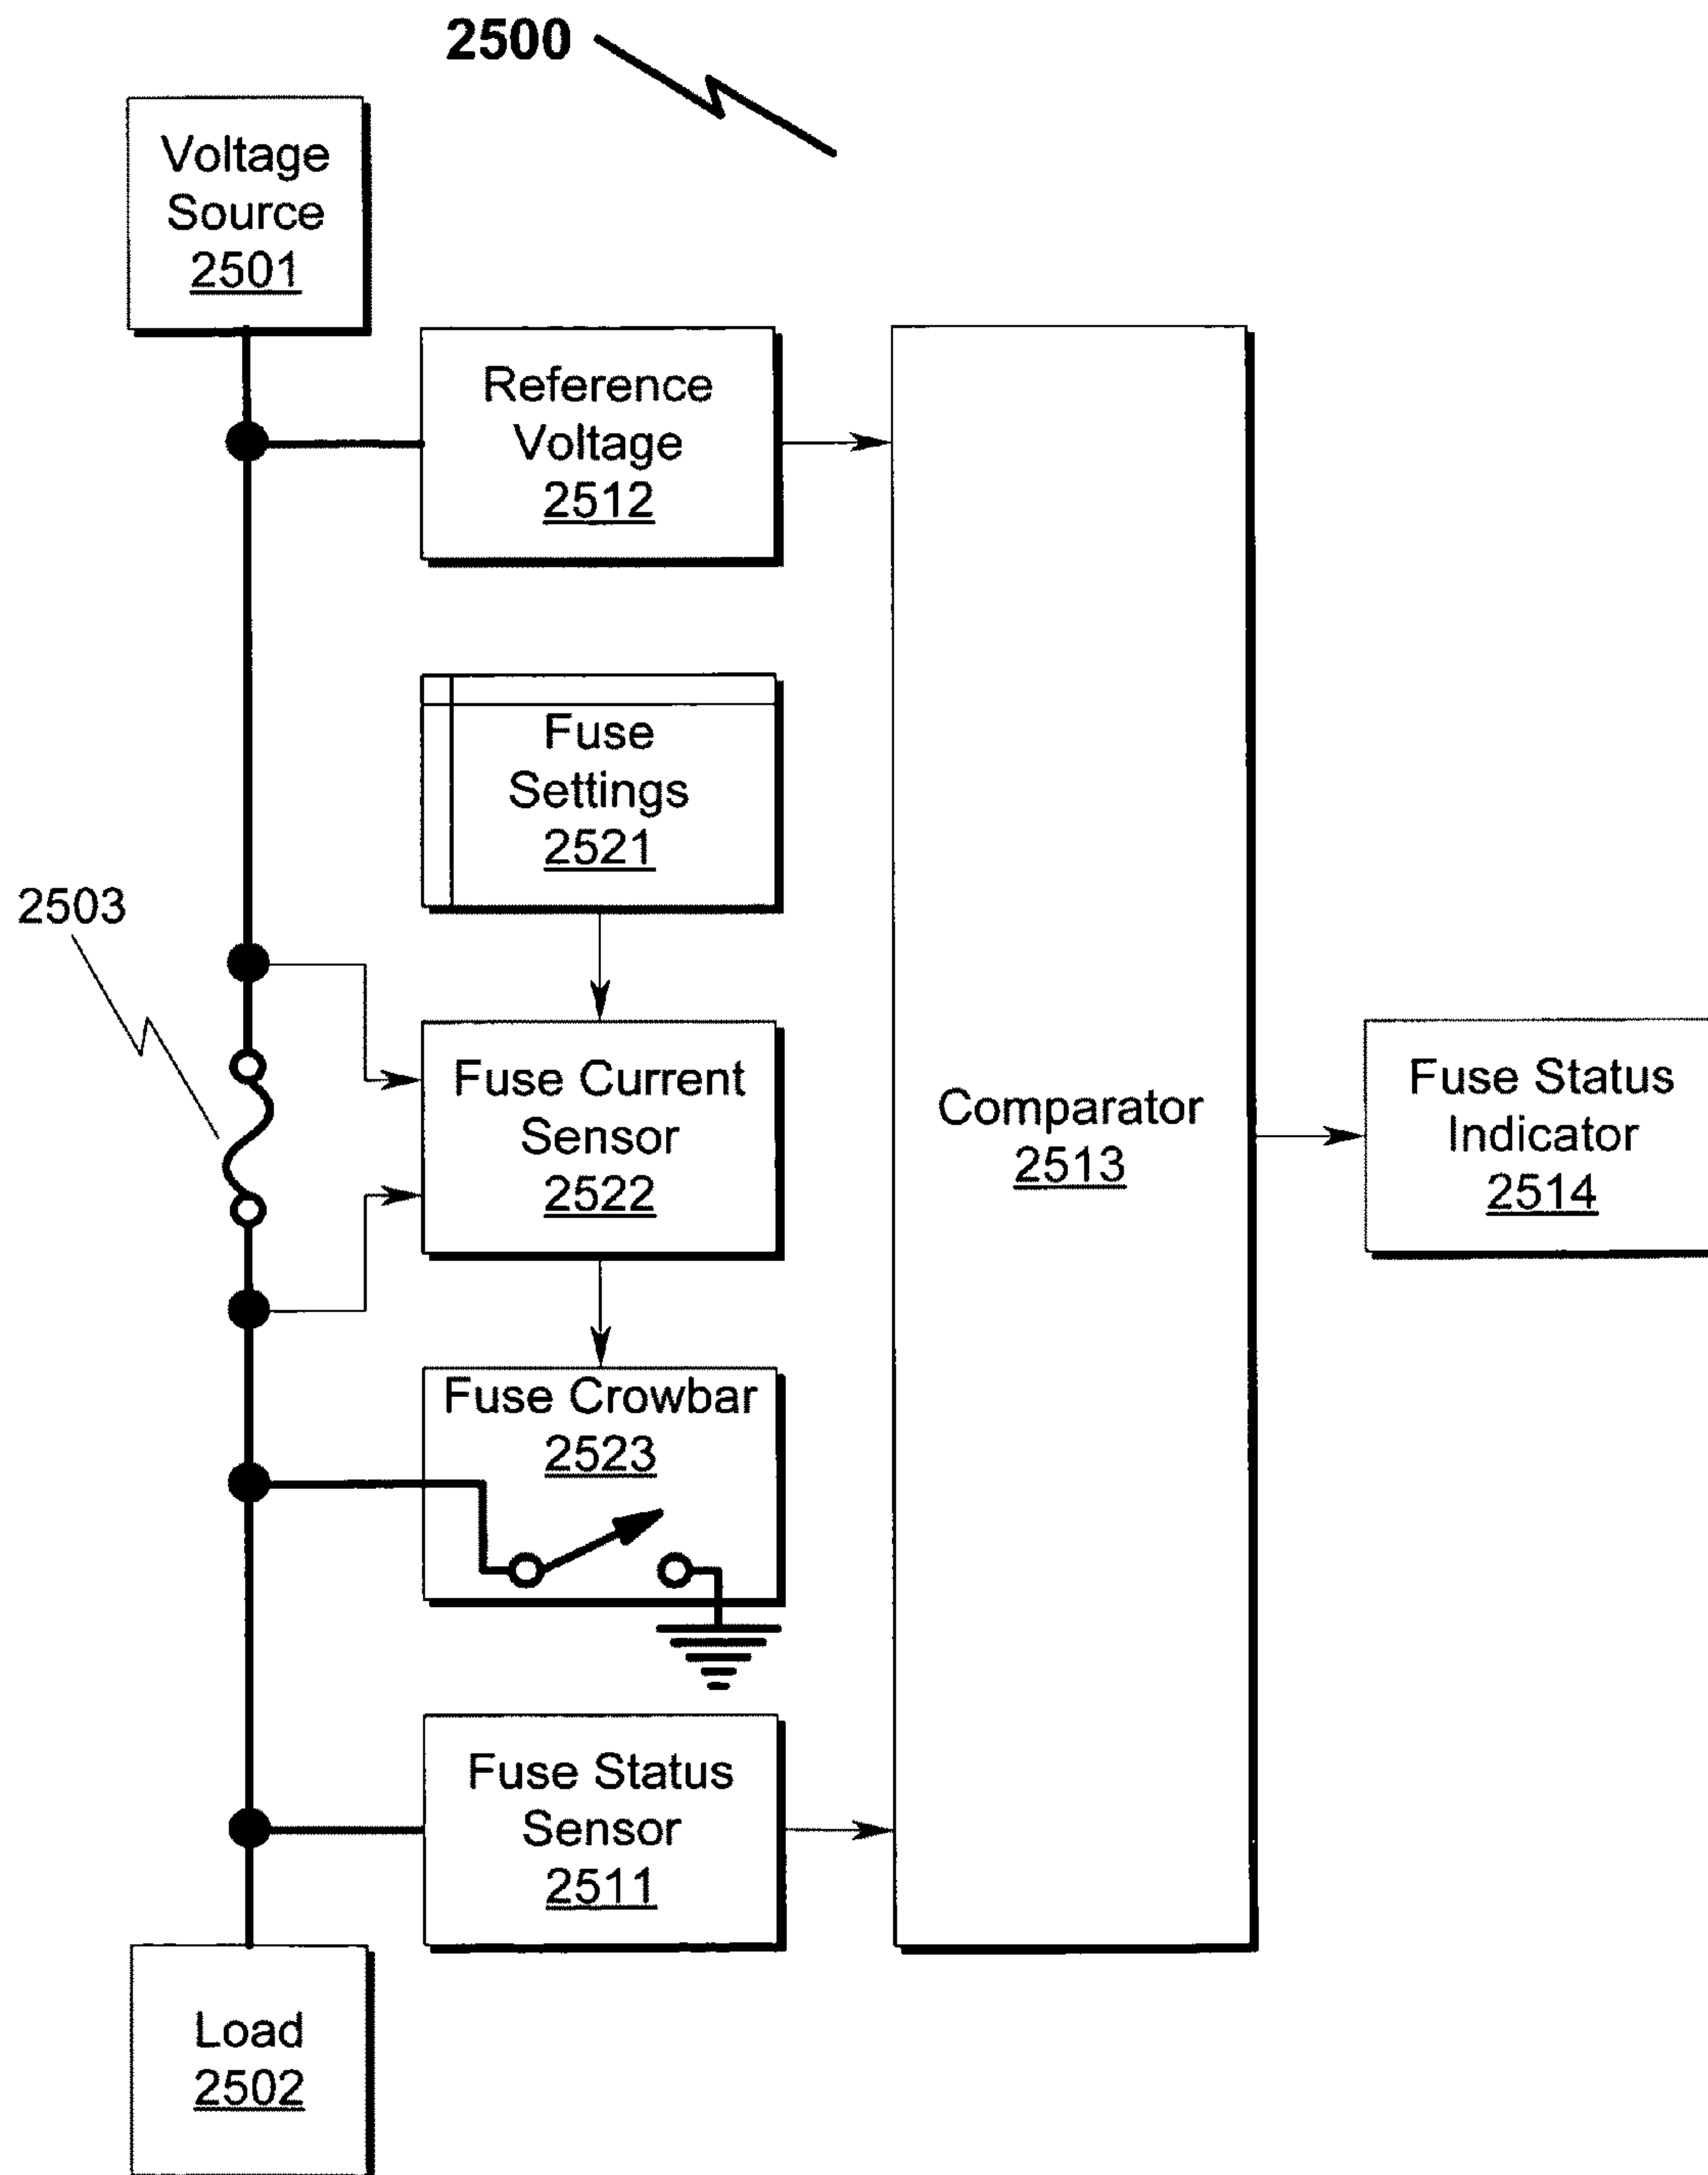 2500
Voltage
Source
2501
Reference
Voltage
2512
Fuse
Settings
2521
2503
Fuse Current
Sensor
2522
Comparator
2513
Fuse Status
Indicator
2514
Fuse Crowbar
2523
Fuse Status
Sensor
2511
Load
2502